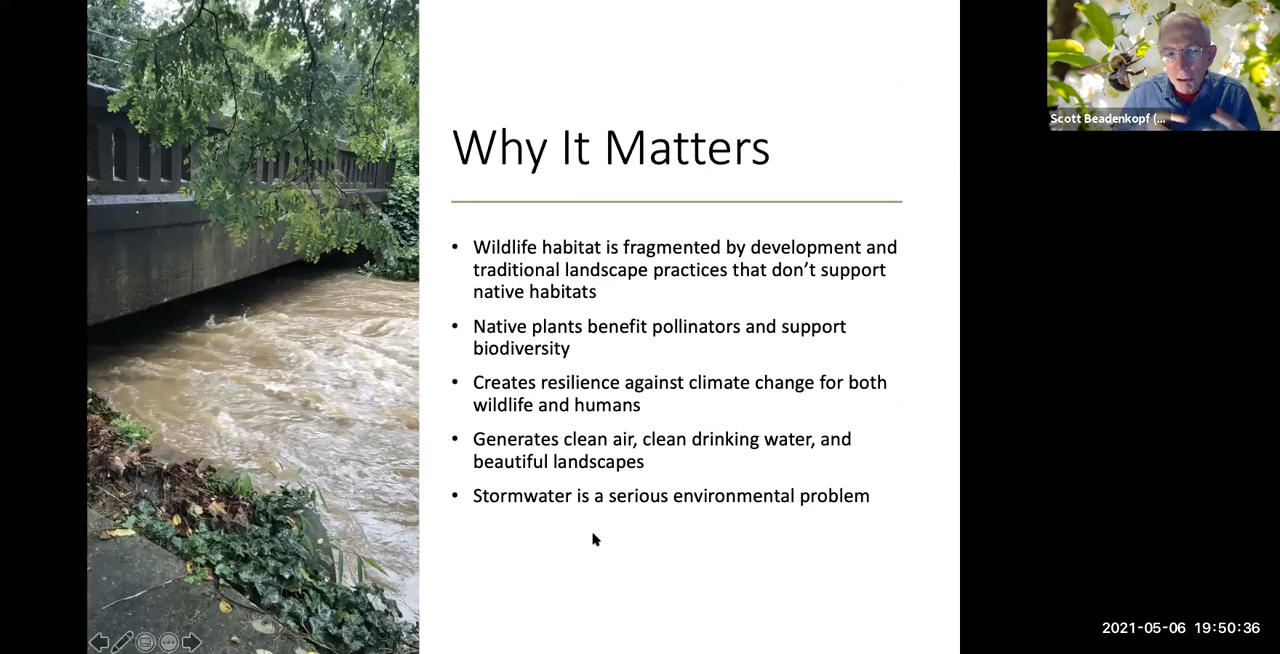 Why It Matters
• Wildlife habitat is fragmented by development and
traditional landscape practices that don’t support
native habitats
• Native plants benefit pollinators and support
biodiversity
• Creates resilience against climate change for both
wildlife and humans
• Generates clean air, clean drinking water, and
beautiful landscapes
• Stormwater is a serious environmental problem
Scott Beadenkopf (...
2021-05-06 19:50:36